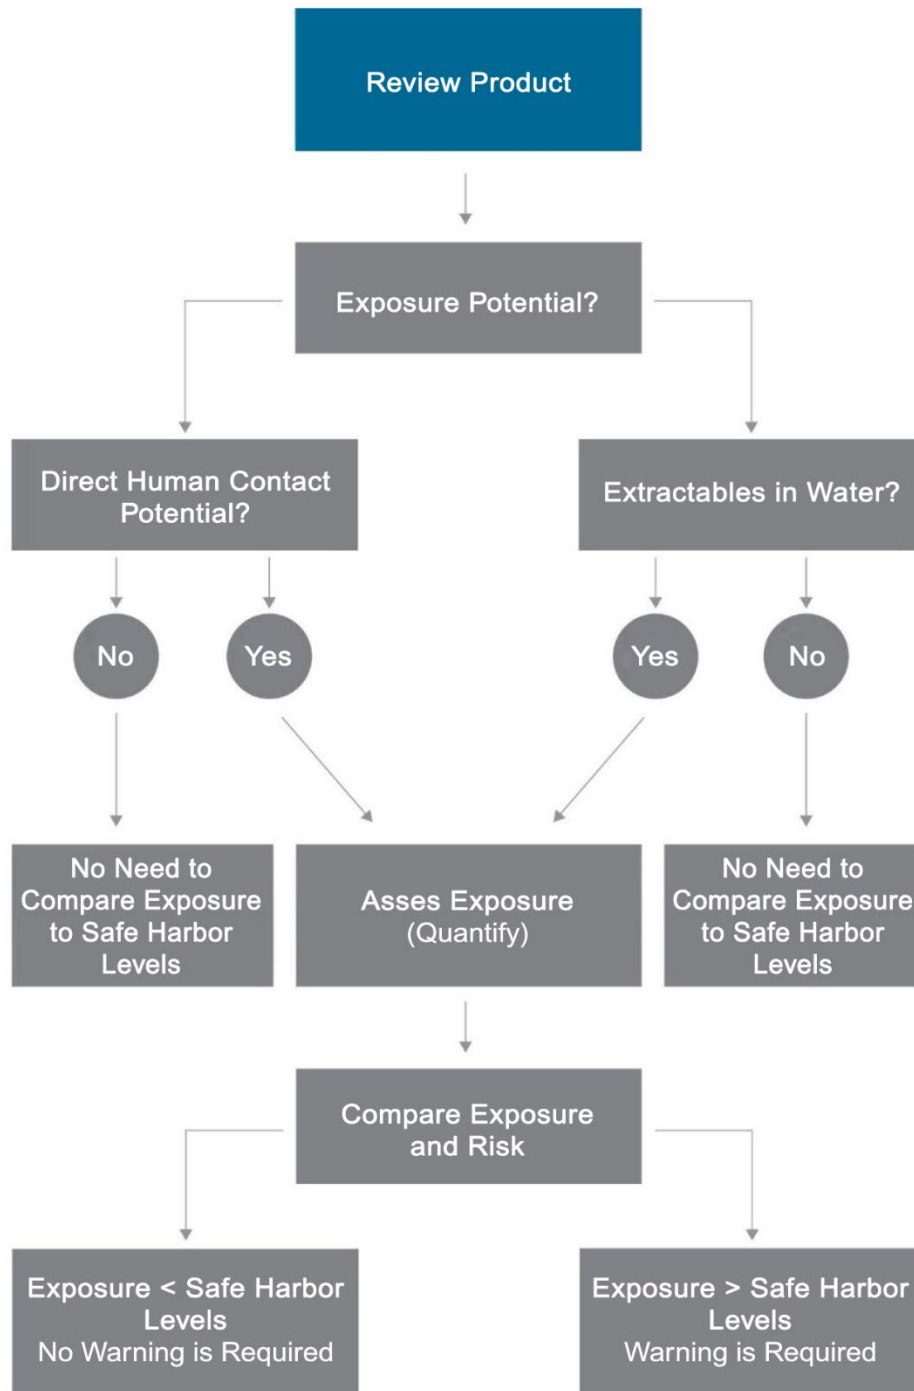 Review Product
Exposure Potential?
Direct Human Contact
Potential?
Extractables in Water?
No
Yes
Yes
No
No Need to
Compare Exposure
to Safe Harbor
Levels
Asses Exposure
(Quantify)
No Need to
Compare Exposure
to Safe Harbor
Levels
Compare Exposure
and Risk
Exposure < Safe Harbor
Levels
No Warning is Required
Exposure > Safe Harbor
Levels
Warning is Required